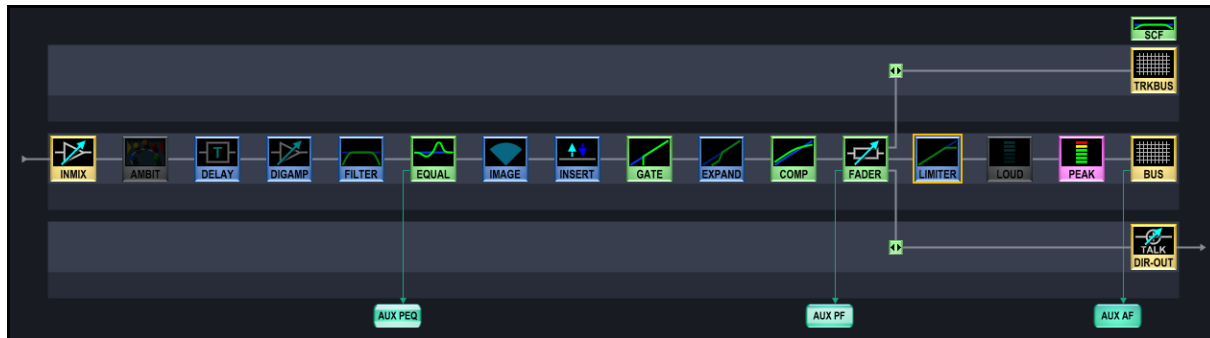 SCF
TRKBUS
INMIX
AMBIT
T
DELAY
DIGAMP
FILTER
EQUAL
IMAGE
INSERT
GATE
EXPAND
COMP
FADER
LIMITER
LOUD
PEAK
BUS
TALK
DIR-OUT
AUX PEQ
AUX PF
AUX AF